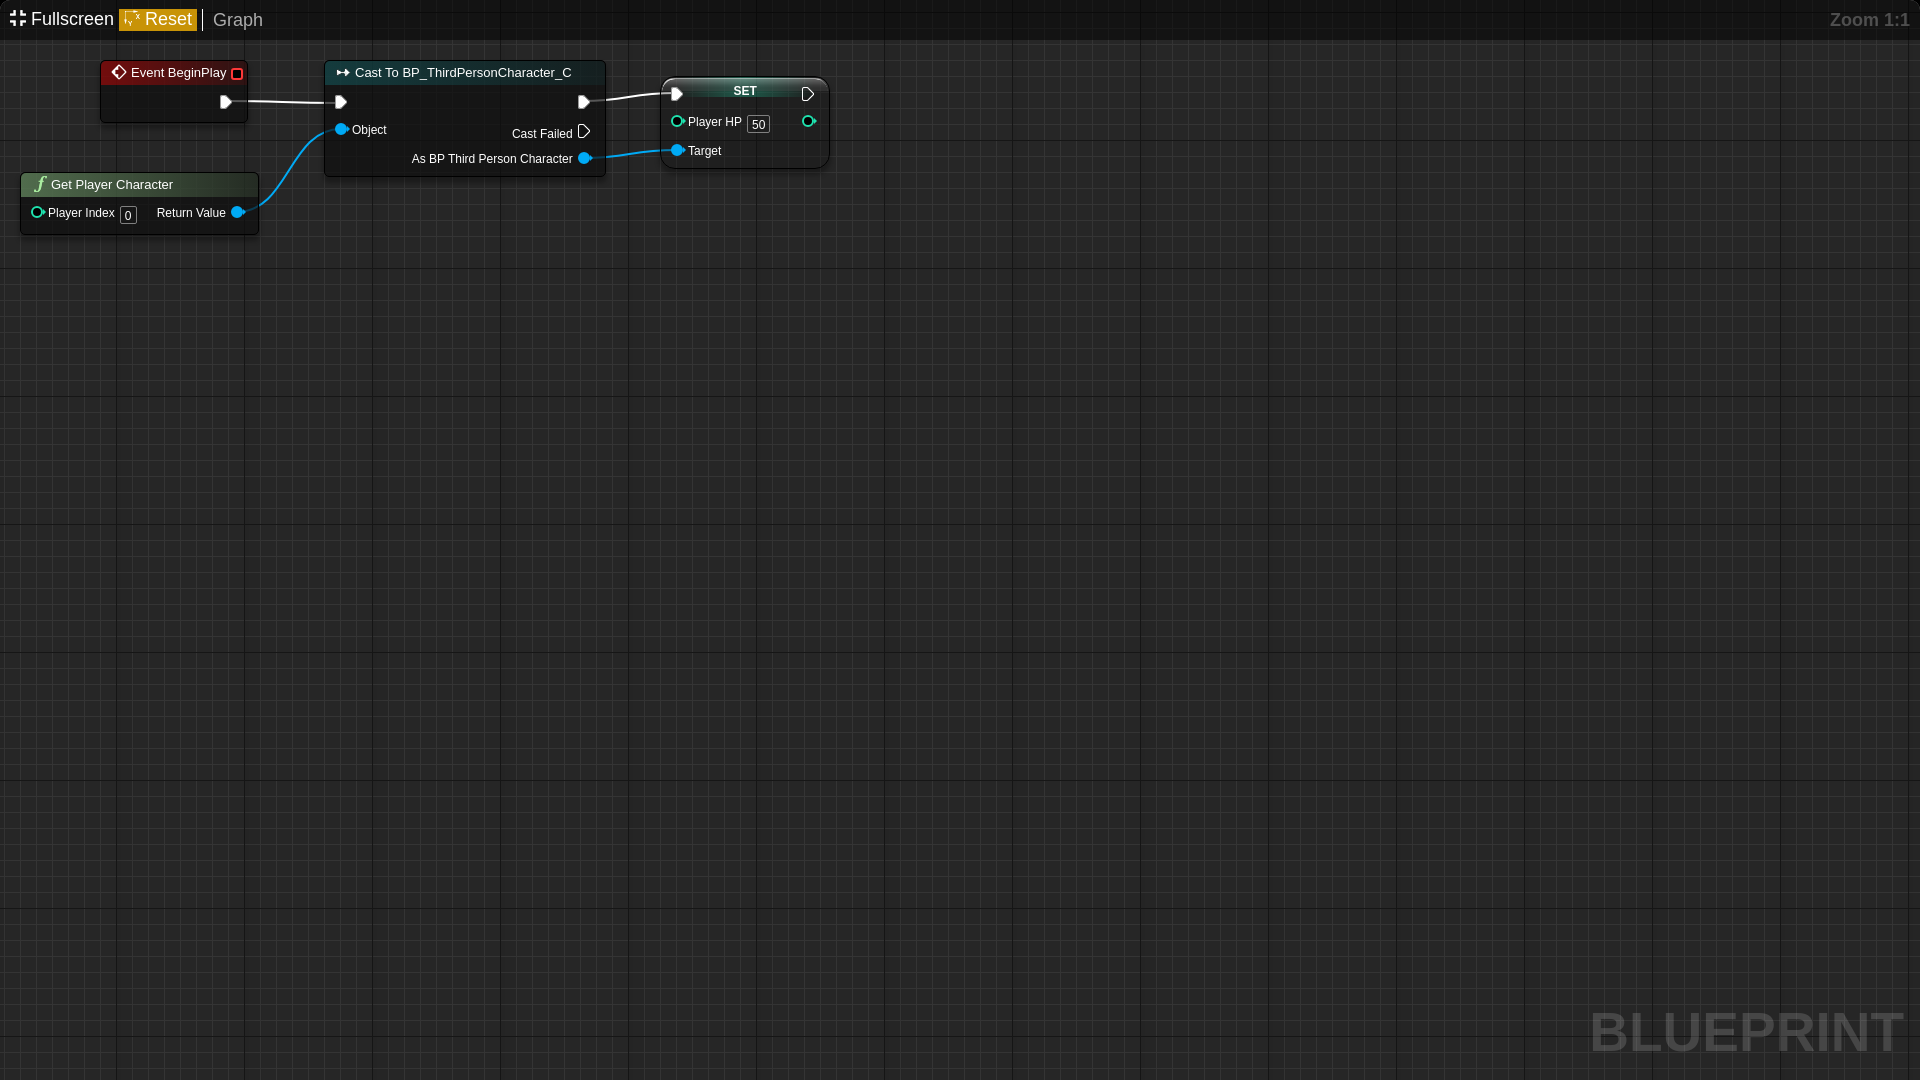 Fullscreen Reset Graph Zoom 1:1
Event BeginPlay
Cast To BP_ThirdPersonCharacter_C
Object
Cast Failed
As BP Third Person Character
SET
Player HP 50
Target
f Get Player Character
Player Index 0 Return Value
BLUEPRINT